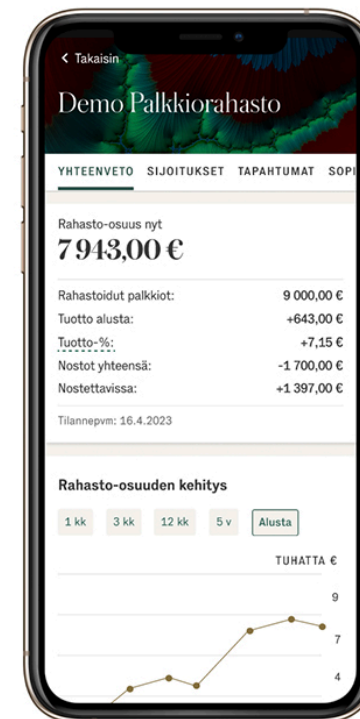 Takaisin
Demo Palkkiorahasto
YHTEENVETO SIJOITUKSET TAPAHTUMAT SOPI
Rahasto-osuus nyt
7 943,00 €
Rahastoidut palkkiot: 9 000,00 €
Tuotto alusta: +643,00 €
Tuotto-%: +7,15 €
Nostot yhteensä: -1 700,00 €
Nostettavissa: +1 397,00 €
Tilannepvm: 16.4.2023
Rahasto-osuuden kehitys
1 kk 3 kk 12 kk 5 v Alusta
TUHATTA €
9
7
4